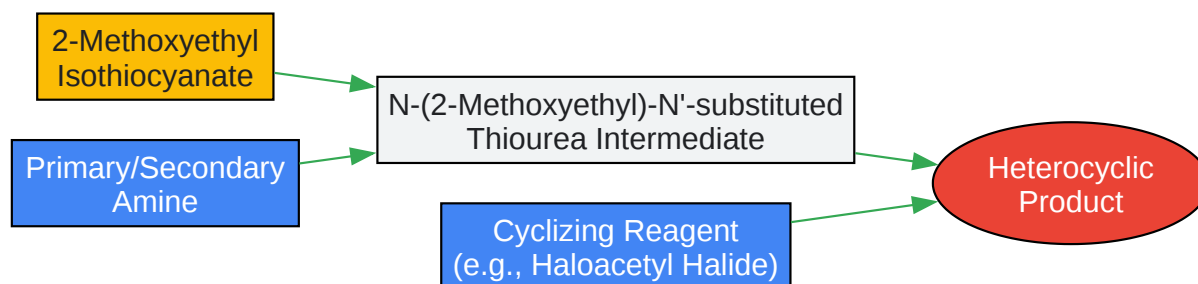 2-Methoxyethyl
Isothiocyanate
Primary/Secondary
Amine
N-(2-Methoxyethyl)-N'-substituted
Thiourea Intermediate
Cyclizing Reagent
(e.g., Haloacetyl Halide)
Heterocyclic
Product